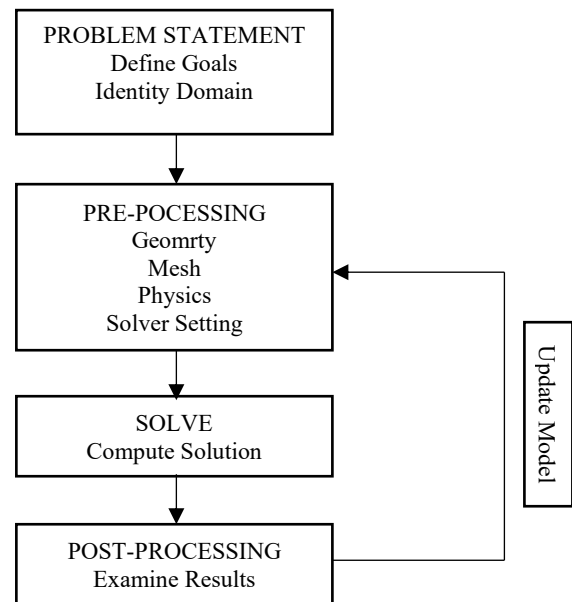 PROBLEM STATEMENT
Define Goals
Identity Domain
PRE-POCESSING
Geomrty
Mesh
Physics
Solver Setting
SOLVE
Compute Solution
POST-PROCESSING
Examine Results
Update Model